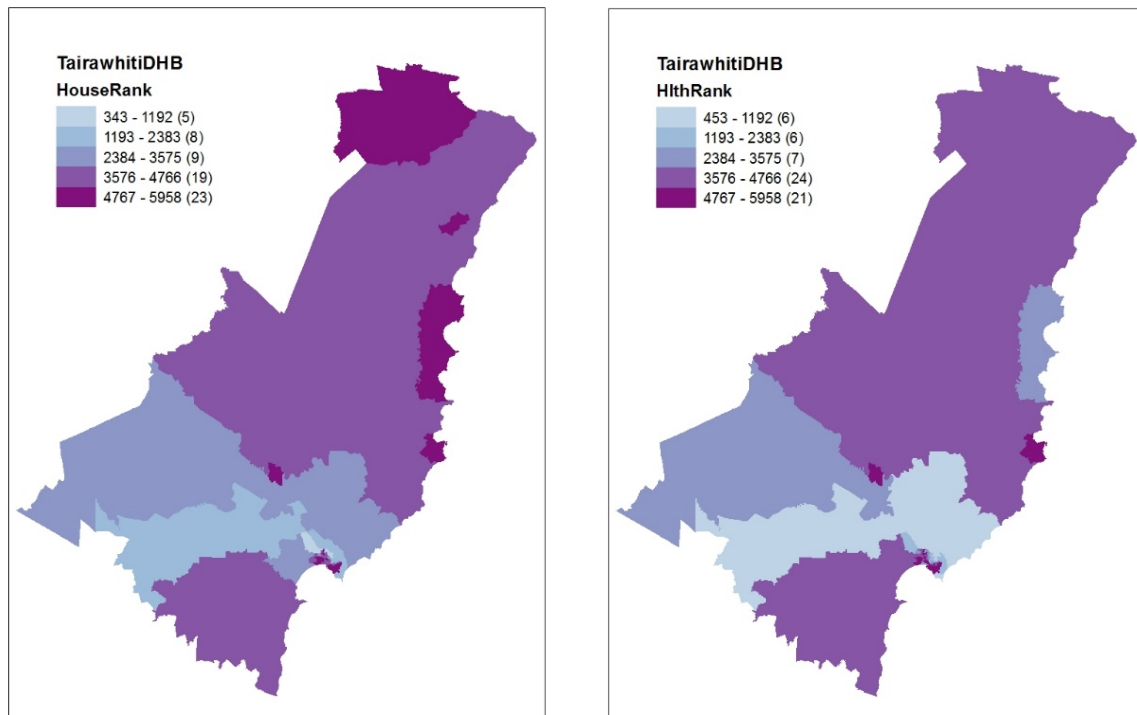 TairawhitiDHB
HouseRank
343 - 1192 (5)
1193 - 2383 (8)
2384 - 3575 (9)
3576 - 4766 (19)
4767 - 5958 (23)
TairawhitiDHB
HlthRank
453 - 1192 (6)
1193 - 2383 (6)
2384 - 3575 (7)
3576 - 4766 (24)
4767 - 5958 (21)